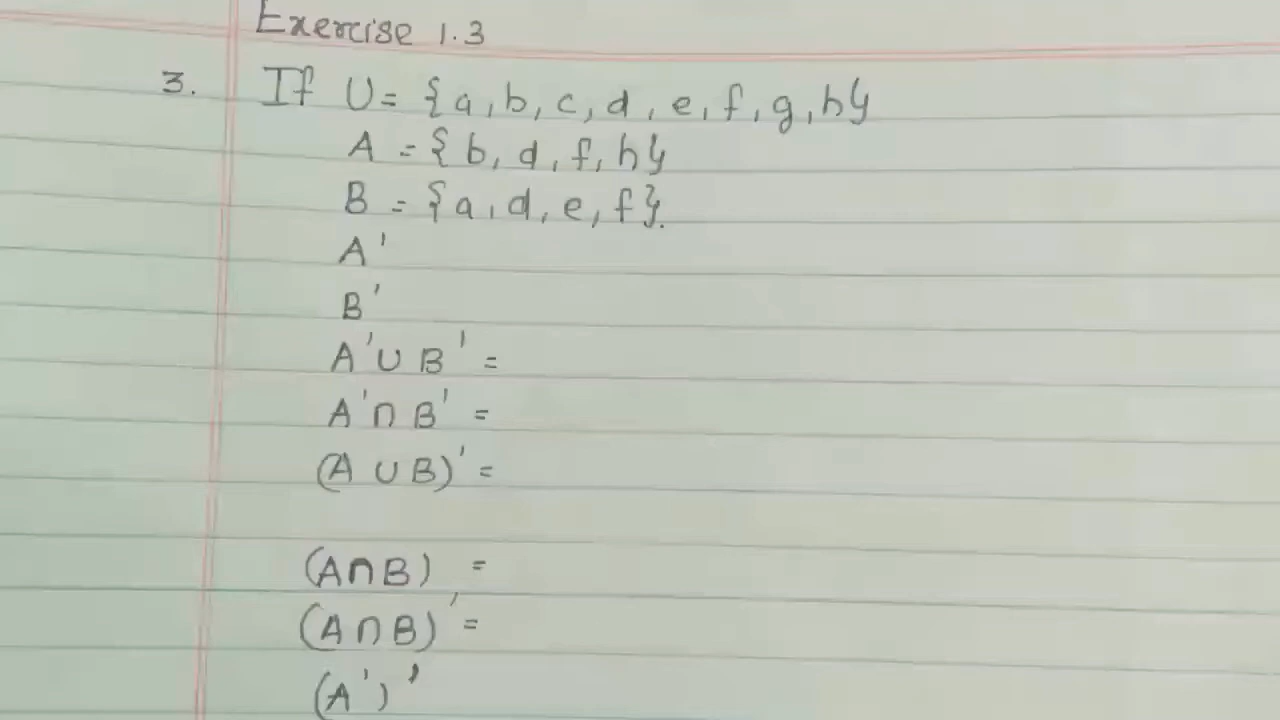 Exercise 1.3
3. If U = {a, b, c, d, e, f, g, h}
A = {b, d, f, h}
B = {a, d, e, f}.
A'
B'
A' ∪ B' =
A' ∩ B' =
(A ∪ B)' =
(A ∩ B) =
(A ∩ B)' =
(A')'